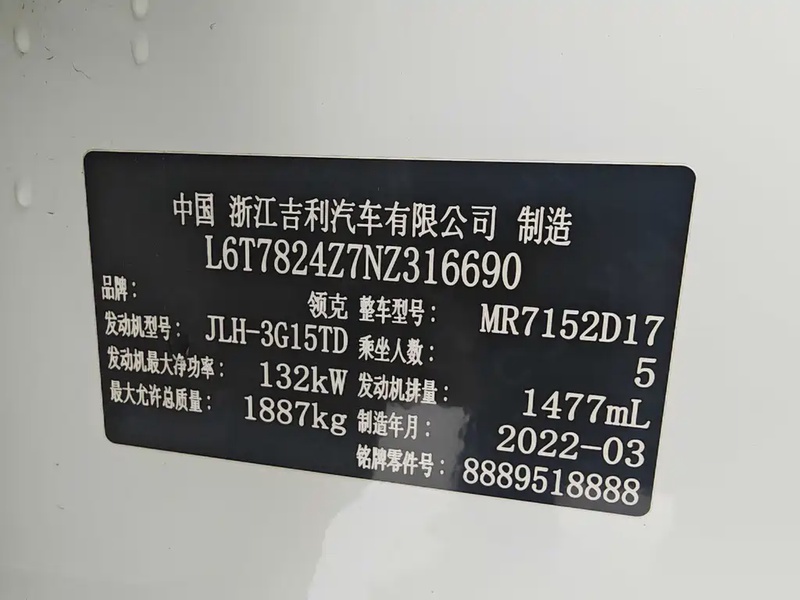 中国 浙江吉利汽车有限公司 制造
L6T7824Z7NZ316690
品牌： 领克 整车型号： MR7152D17
发动机型号： JLH-3G15TD 乘坐人数： 5
发动机最大净功率： 132kW 发动机排量： 1477mL
最大允许总质量： 1887kg 制造年月： 2022-03
铭牌零件号： 8889518888